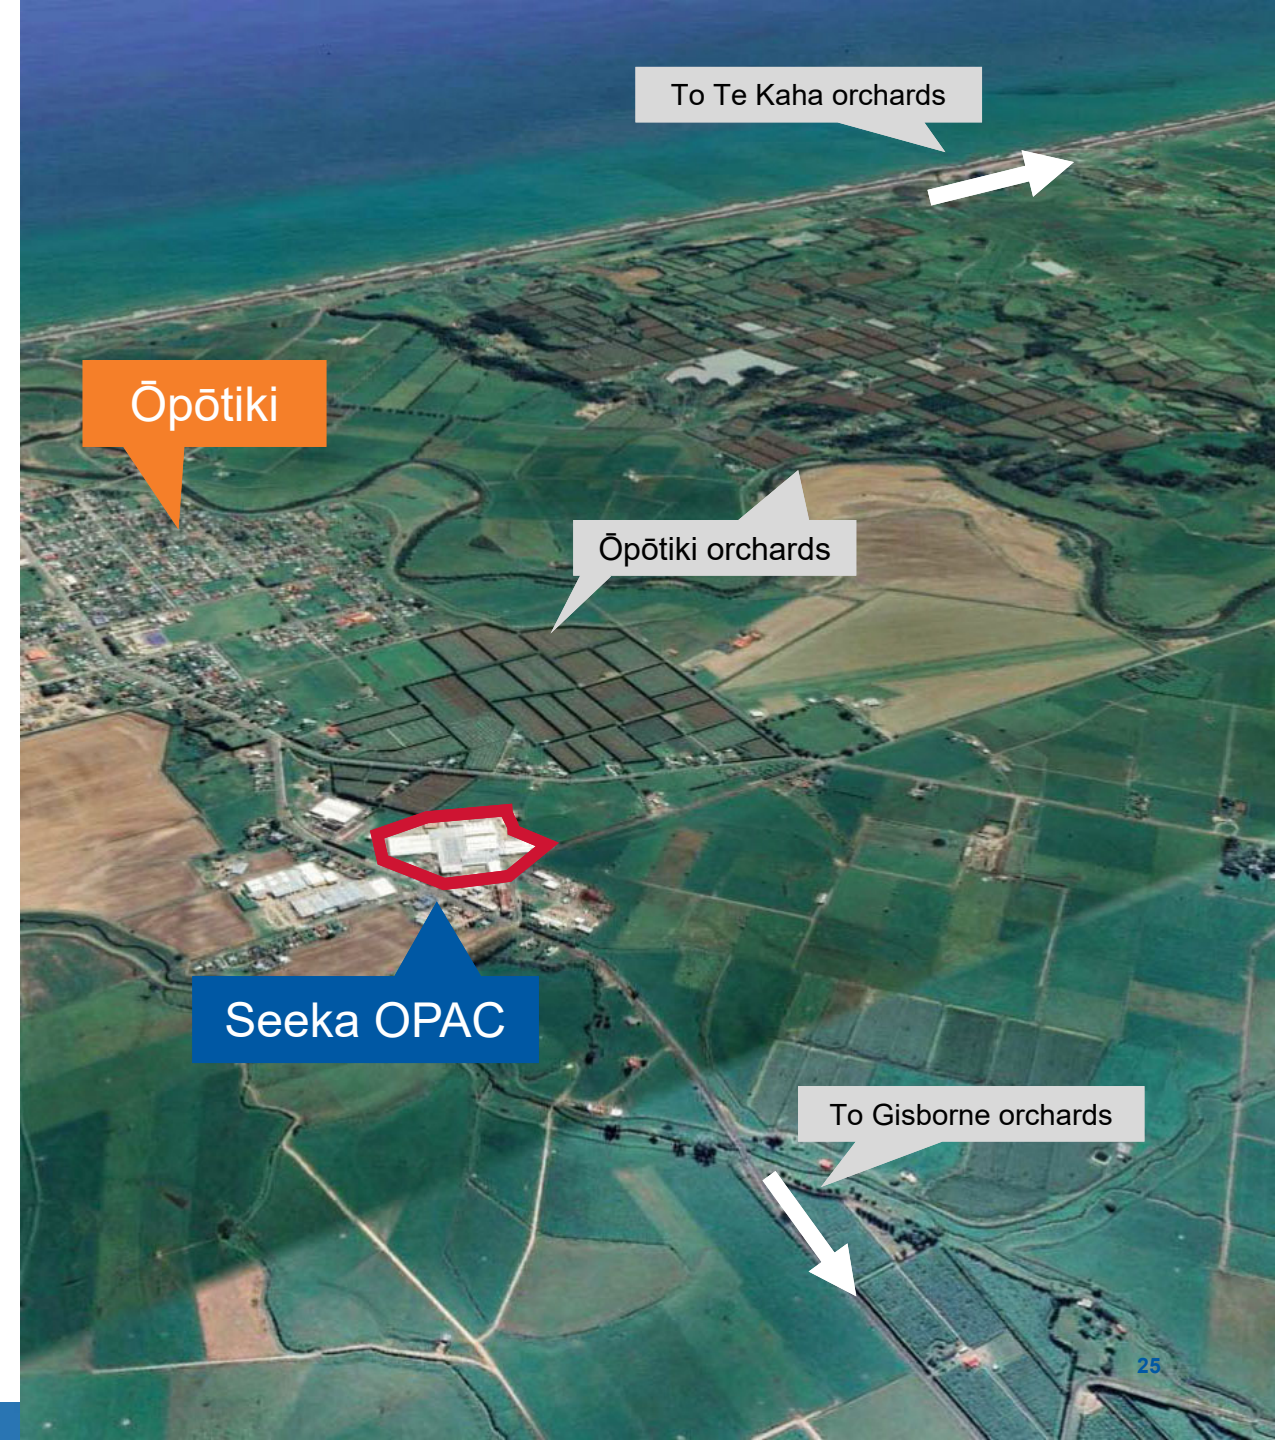 To Te Kaha orchards
Ōpōtiki
Ōpōtiki orchards
Seeka OPAC
To Gisborne orchards
25